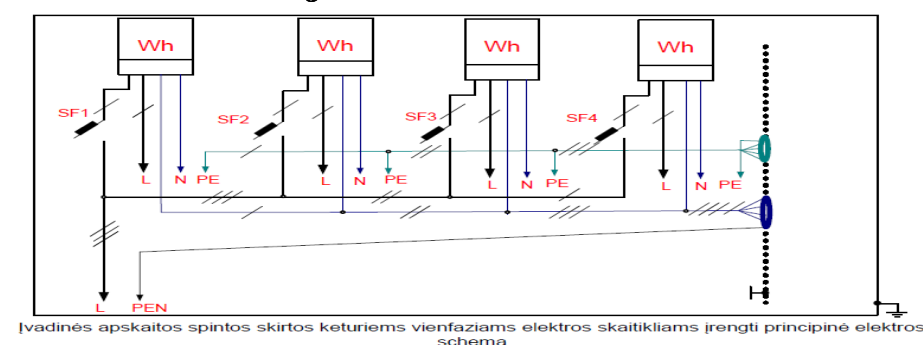 Wh Wh Wh Wh
SF1 SF2 SF3 SF4
L N PE L N PE L N PE L N PE
L PEN
Įvadinės apskaitos spintos skirtos keturiems vienfaziams elektros skaitikliams įrengti principinė elektros
schema